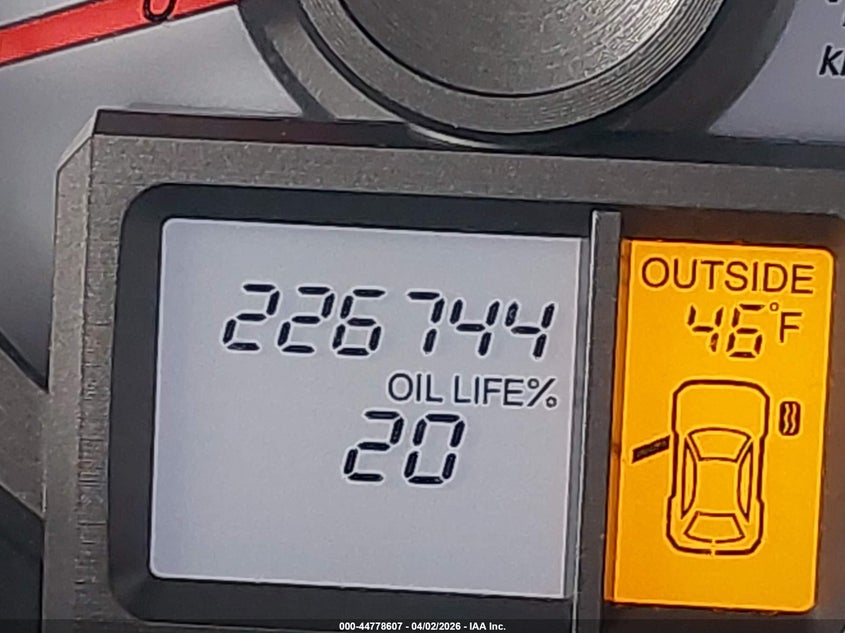 226744
OIL LIFE%
20
OUTSIDE
46°F
000-44778607 - 04/02/2026 - IAA Inc.